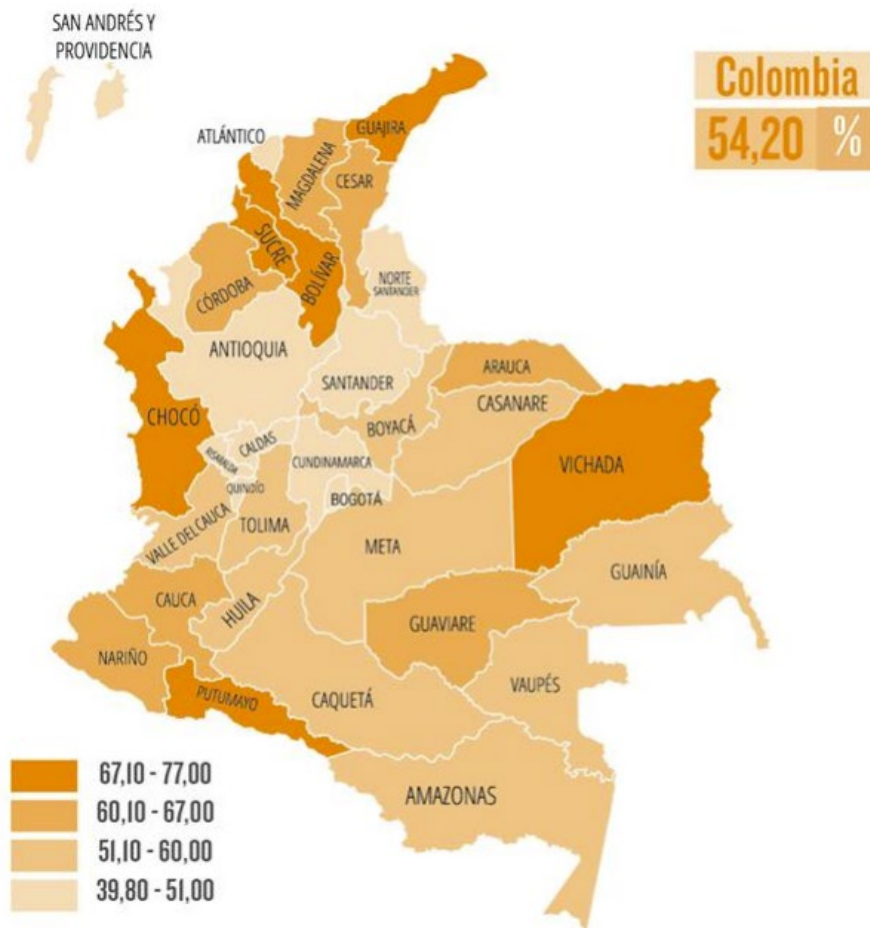 SAN ANDRÉS Y
PROVIDENCIA
Colombia
54,20 %
GUAJIRA
ATLÁNTICO
MAGDALENA
CESAR
SUCRE
BOLÍVAR
CÓRDOBA
NORTE
SANTANDER
ANTIOQUIA
SANTANDER
ARAUCA
CASANARE
CHOCÓ
BOYACÁ
CALDAS
RISARALDA
CUNDINAMARCA
VICHADA
QUINDÍO
BOGOTÁ
TOLIMA
VALLE DEL CAUCA
META
GUAINÍA
CAUCA
HUILA
GUAVIARE
NARIÑO
VAUPÉS
PUTUMAYO
CAQUETÁ
AMAZONAS
67,10 - 77,00
60,10 - 67,00
51,10 - 60,00
39,80 - 51,00